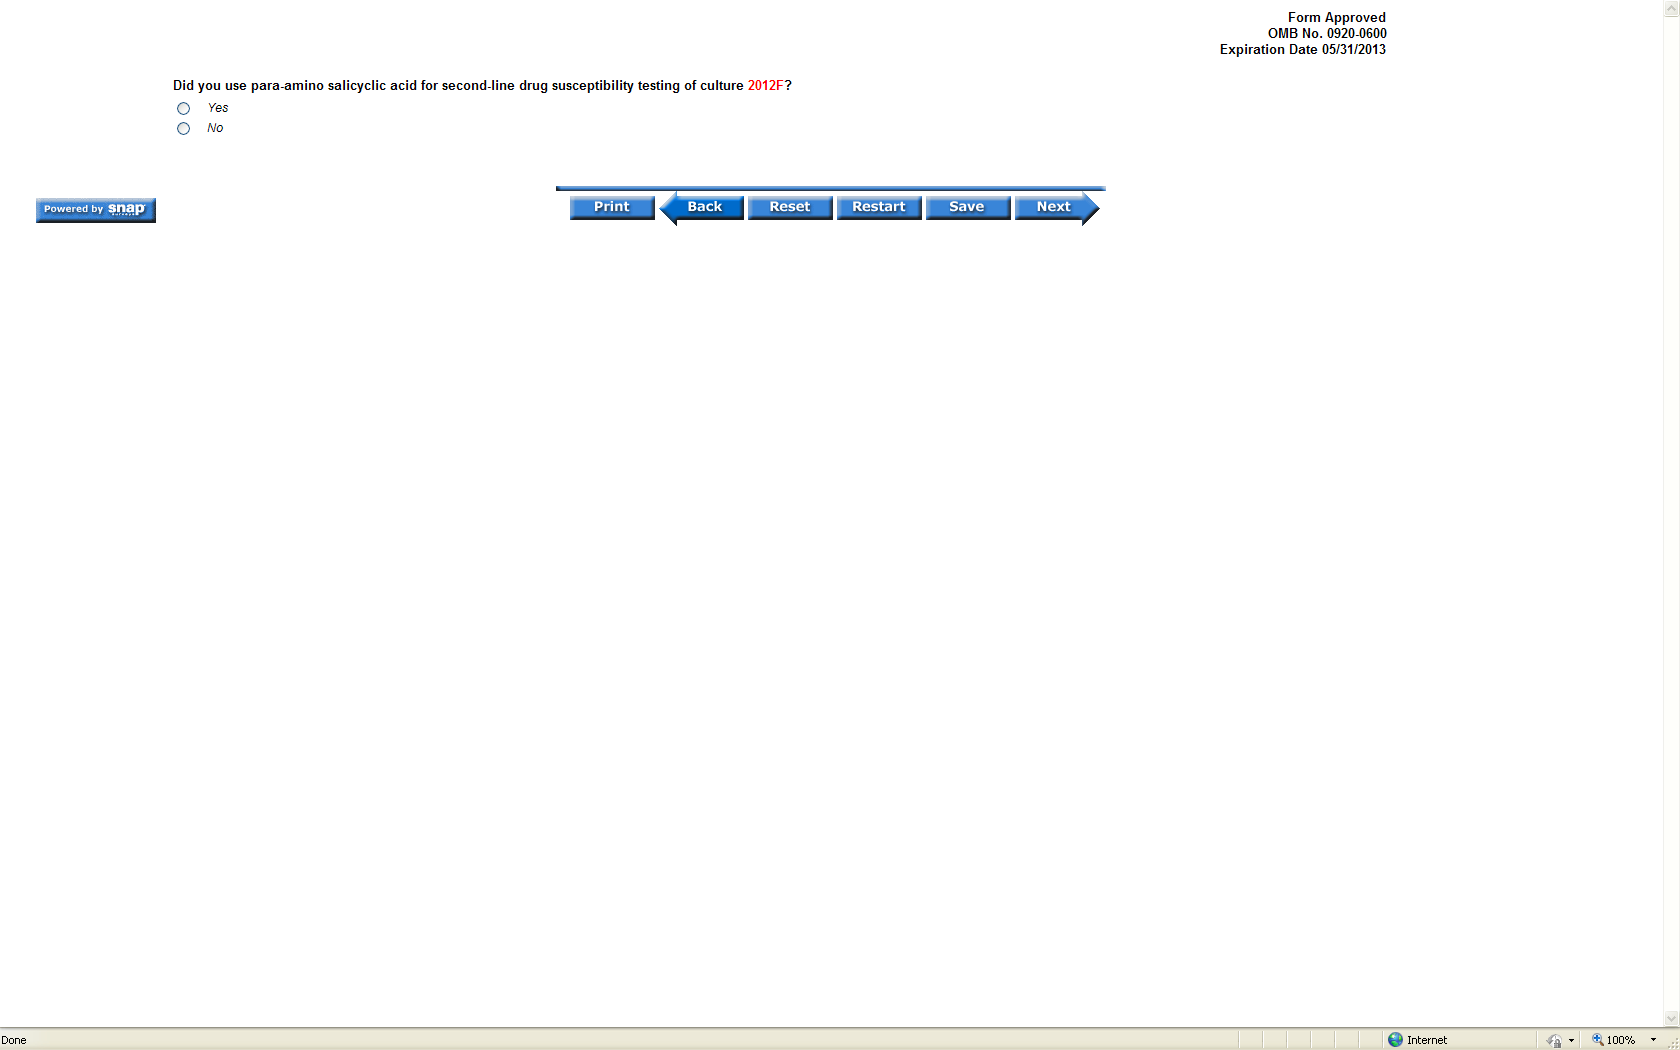 Form Approved
OMB No. 0920-0600
Expiration Date 05/31/2013
Did you use para-amino salicyclic acid for second-line drug susceptibility testing of culture 2012F?
Yes
No
Powered by snap surveys
Print Back Reset Restart Save Next
Done Internet 100%